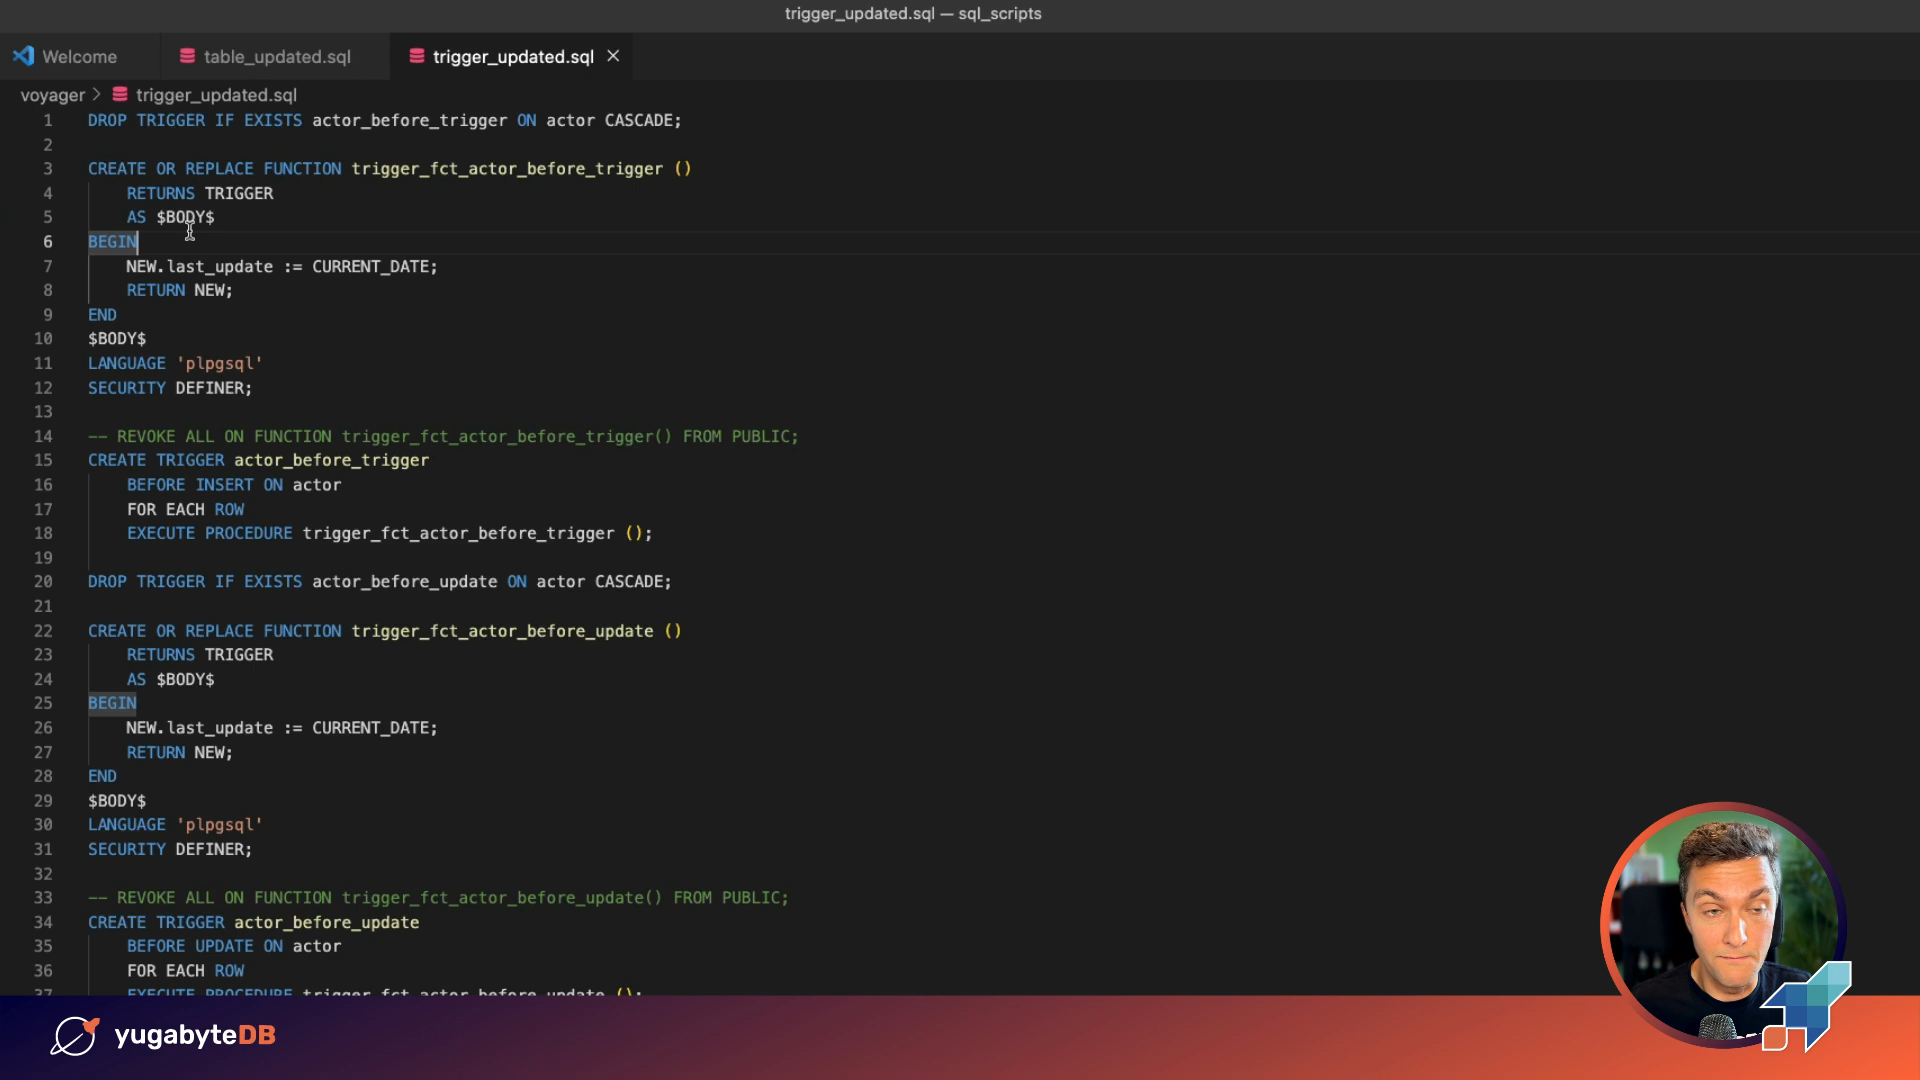 trigger_updated.sql — sql_scripts
Welcome
table_updated.sql
trigger_updated.sql
voyager > trigger_updated.sql
1 DROP TRIGGER IF EXISTS actor_before_trigger ON actor CASCADE;
2
3 CREATE OR REPLACE FUNCTION trigger_fct_actor_before_trigger ()
4 RETURNS TRIGGER
5 AS $BODY$
6 BEGIN
7 NEW.last_update := CURRENT_DATE;
8 RETURN NEW;
9 END
10 $BODY$
11 LANGUAGE 'plpgsql'
12 SECURITY DEFINER;
13
14 -- REVOKE ALL ON FUNCTION trigger_fct_actor_before_trigger() FROM PUBLIC;
15 CREATE TRIGGER actor_before_trigger
16 BEFORE INSERT ON actor
17 FOR EACH ROW
18 EXECUTE PROCEDURE trigger_fct_actor_before_trigger ();
19
20 DROP TRIGGER IF EXISTS actor_before_update ON actor CASCADE;
21
22 CREATE OR REPLACE FUNCTION trigger_fct_actor_before_update ()
23 RETURNS TRIGGER
24 AS $BODY$
25 BEGIN
26 NEW.last_update := CURRENT_DATE;
27 RETURN NEW;
28 END
29 $BODY$
30 LANGUAGE 'plpgsql'
31 SECURITY DEFINER;
32
33 -- REVOKE ALL ON FUNCTION trigger_fct_actor_before_update() FROM PUBLIC;
34 CREATE TRIGGER actor_before_update
35 BEFORE UPDATE ON actor
36 FOR EACH ROW
37 EXECUTE PROCEDURE trigger_fct_actor_before_update ();
yugabyteDB